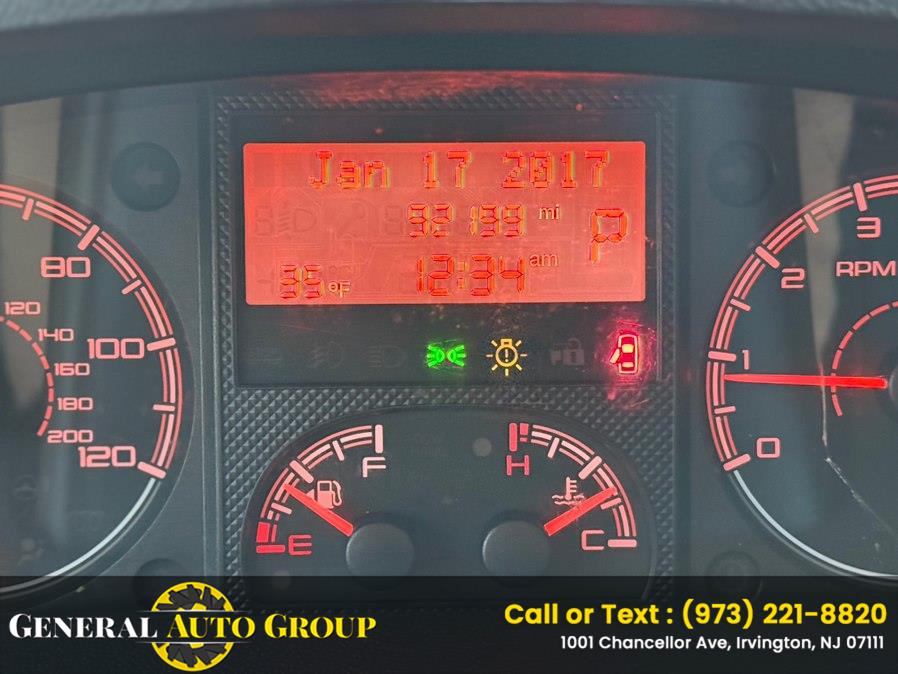 Jan 17 2017
92199 mi
P
95°F 12:34 am
80
100
120
120
140
160
180
200
3
2
RPM
1
0
F
E
H
C
GENERAL AUTO GROUP
Call or Text : (973) 221-8820
1001 Chancellor Ave, Irvington, NJ 07111